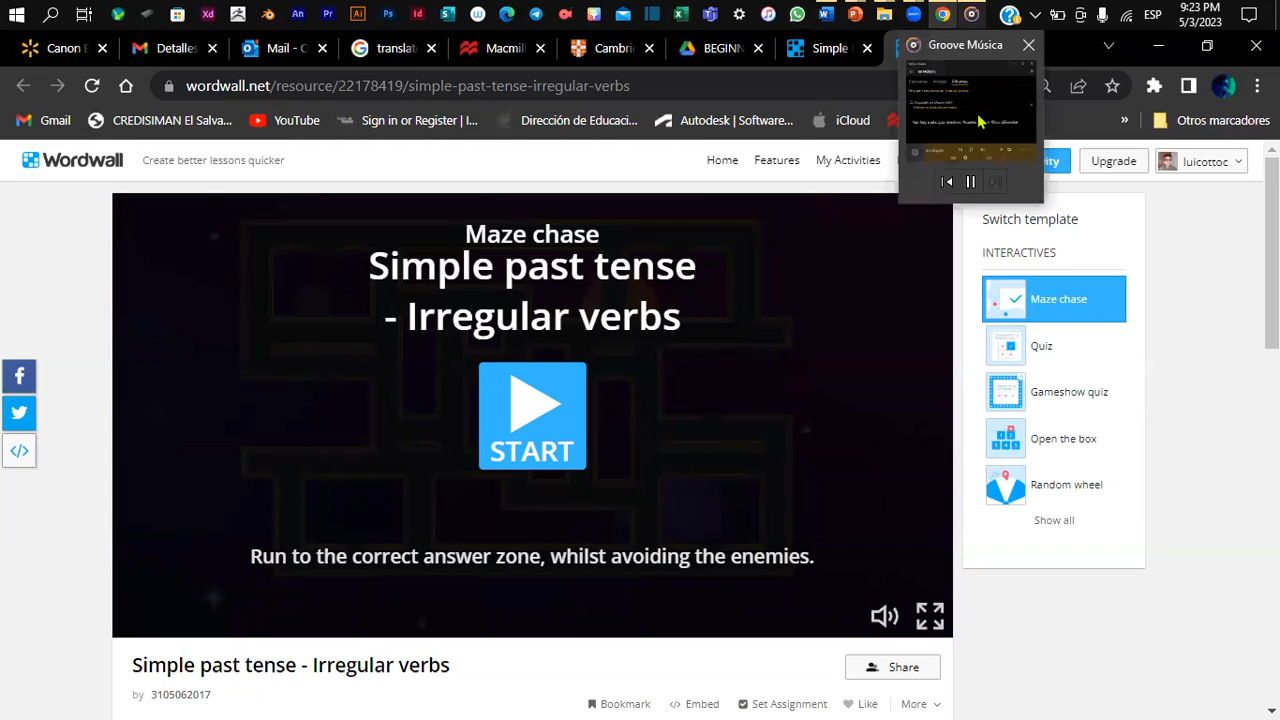 5:23 PM
ESP
5/3/2023
Canon E
Detalles
Mail - C
translat
Macmill
Cambri
BEGINN
Simple
Groove Música
wordwall.net/resource/22178171/simple-past-tense-irregular-verbs
Gmail
OTRDISMAN El Salv...
YouTube
Sign in or Register | I...
Dirección de Educaci...
Autodesk | Software...
iCloud
»
Otros marcadores
Wordwall
Create better lessons quicker
Home
Features
My Activities
Upgrade
luicottoc
Maze chase
Simple past tense
- Irregular verbs
START
Run to the correct answer zone, whilst avoiding the enemies.
Switch template
INTERACTIVES
Maze chase
Quiz
Gameshow quiz
Open the box
Random wheel
Show all
Simple past tense - Irregular verbs
Share
by 3105062017
Bookmark
Embed
Set Assignment
Like
More